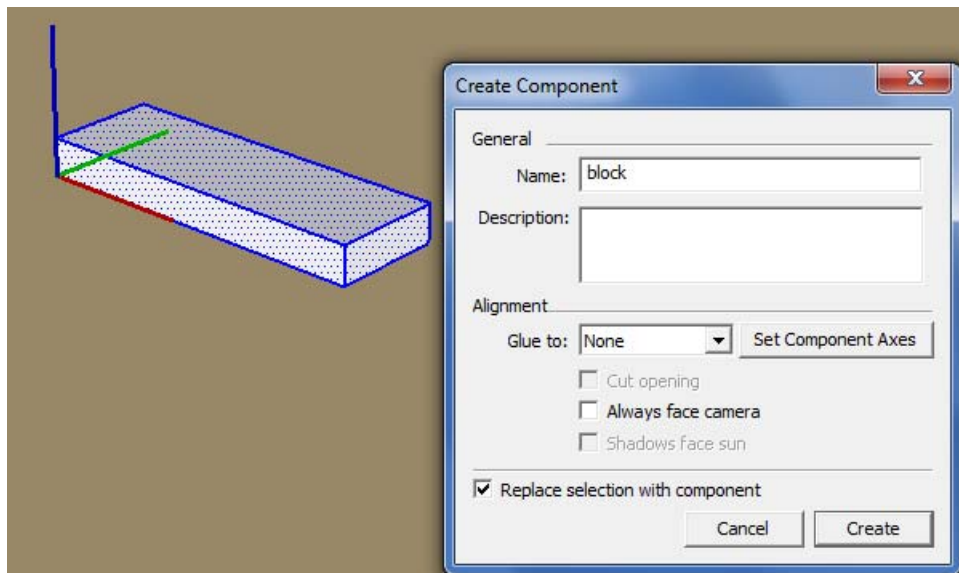 Create Component
General
Name: block
Description:
Alignment
Glue to: None Set Component Axes
Cut opening
Always face camera
Shadows face sun
Replace selection with component
Cancel Create